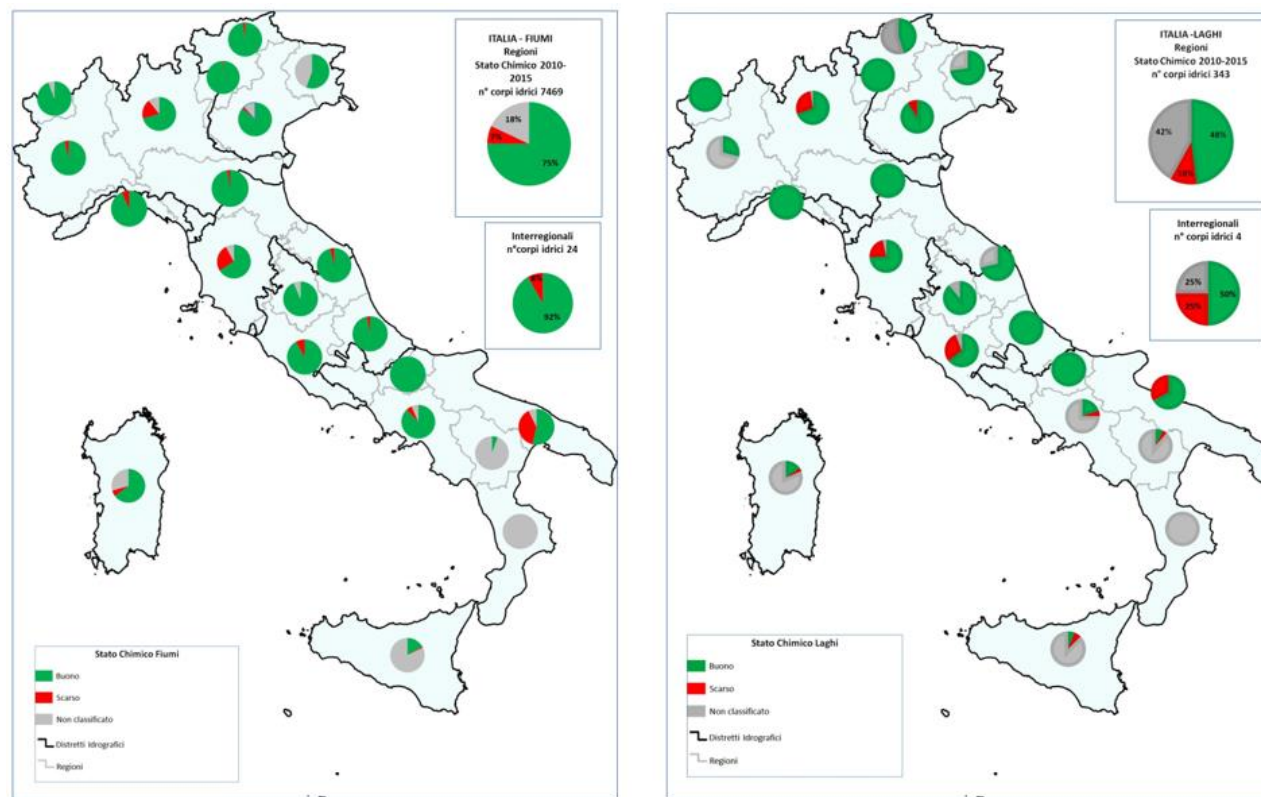 ITALIA - FIUMI
Regioni
Stato Chimico 2010-
2015
n° corpi idrici 7469
18%
7%
75%
Interregionali
n°corpi idrici 24
8%
92%
Stato Chimico Fiumi
Buono
Scarso
Non classificato
Distretti Idrografici
Regioni
ITALIA -LAGHI
Regioni
Stato Chimico 2010-2015
n° corpi idrici 343
42%
48%
10%
Interregionali
n° corpi idrici 4
25%
50%
25%
Stato Chimico Laghi
Buono
Scarso
Non classificato
Distretti Idrografici
Regioni